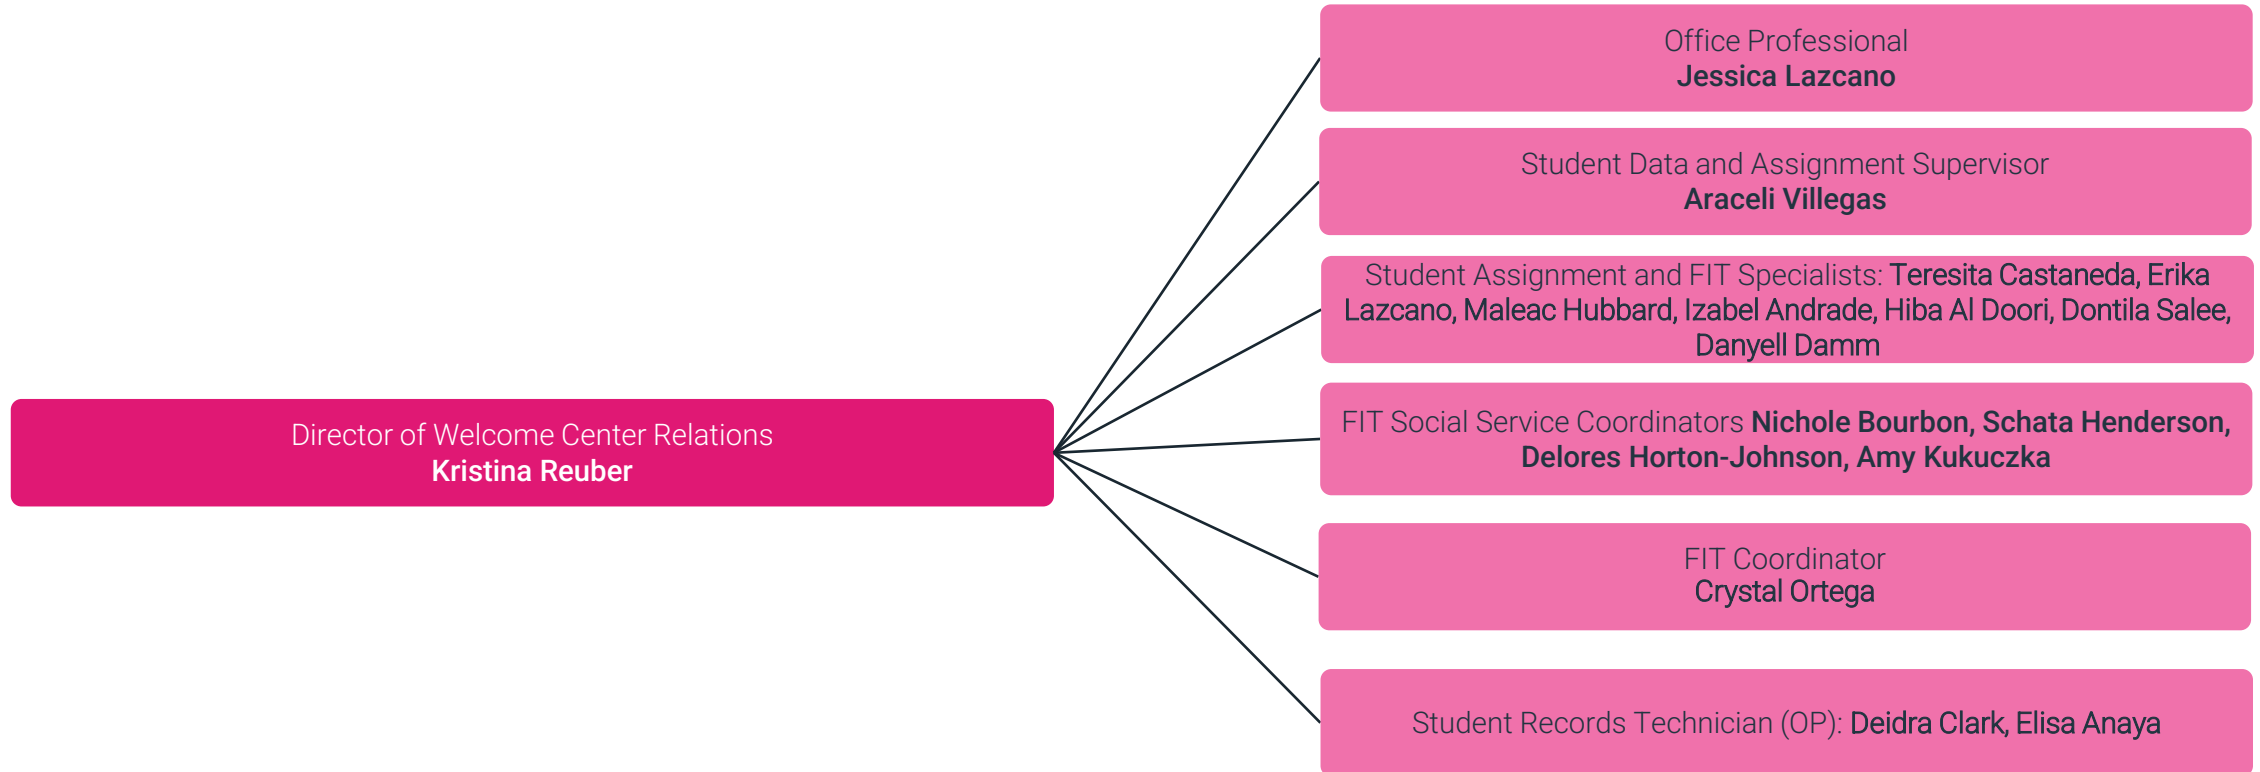 Office Professional
Jessica Lazcano
Student Data and Assignment Supervisor
Araceli Villegas
Student Assignment and FIT Specialists: Teresita Castaneda, Erika
Lazcano, Maleac Hubbard, Izabel Andrade, Hiba Al Doori, Dontila Salee,
Danyell Damm
Director of Welcome Center Relations
Kristina Reuber
FIT Social Service Coordinators Nichole Bourbon, Schata Henderson,
Delores Horton-Johnson, Amy Kukuczka
FIT Coordinator
Crystal Ortega
Student Records Technician (OP): Deidra Clark, Elisa Anaya